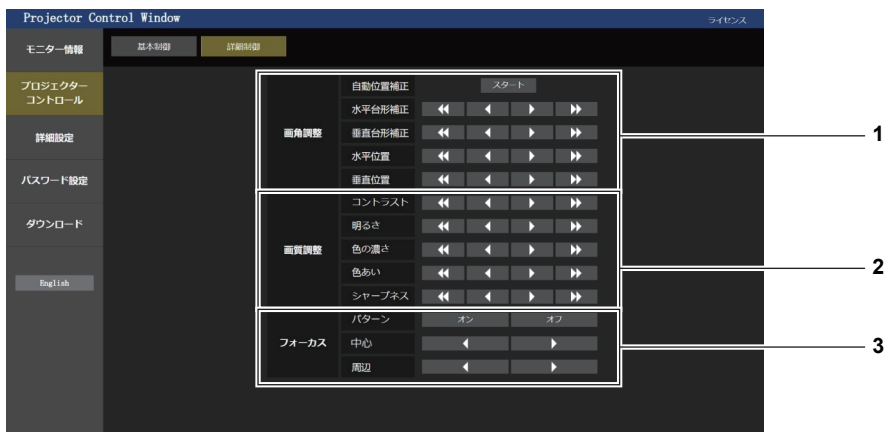 Projector Control Window
ライセンス
モニター情報
基本制御
詳細制御
プロジェクター
コントロール
詳細設定
パスワード設定
ダウンロード
English
画角調整
自動位置補正
スタート
水平台形補正
垂直台形補正
水平位置
垂直位置
1
画質調整
コントラスト
明るさ
色の濃さ
色あい
シャープネス
2
フォーカス
パターン
オン
オフ
中心
周辺
3